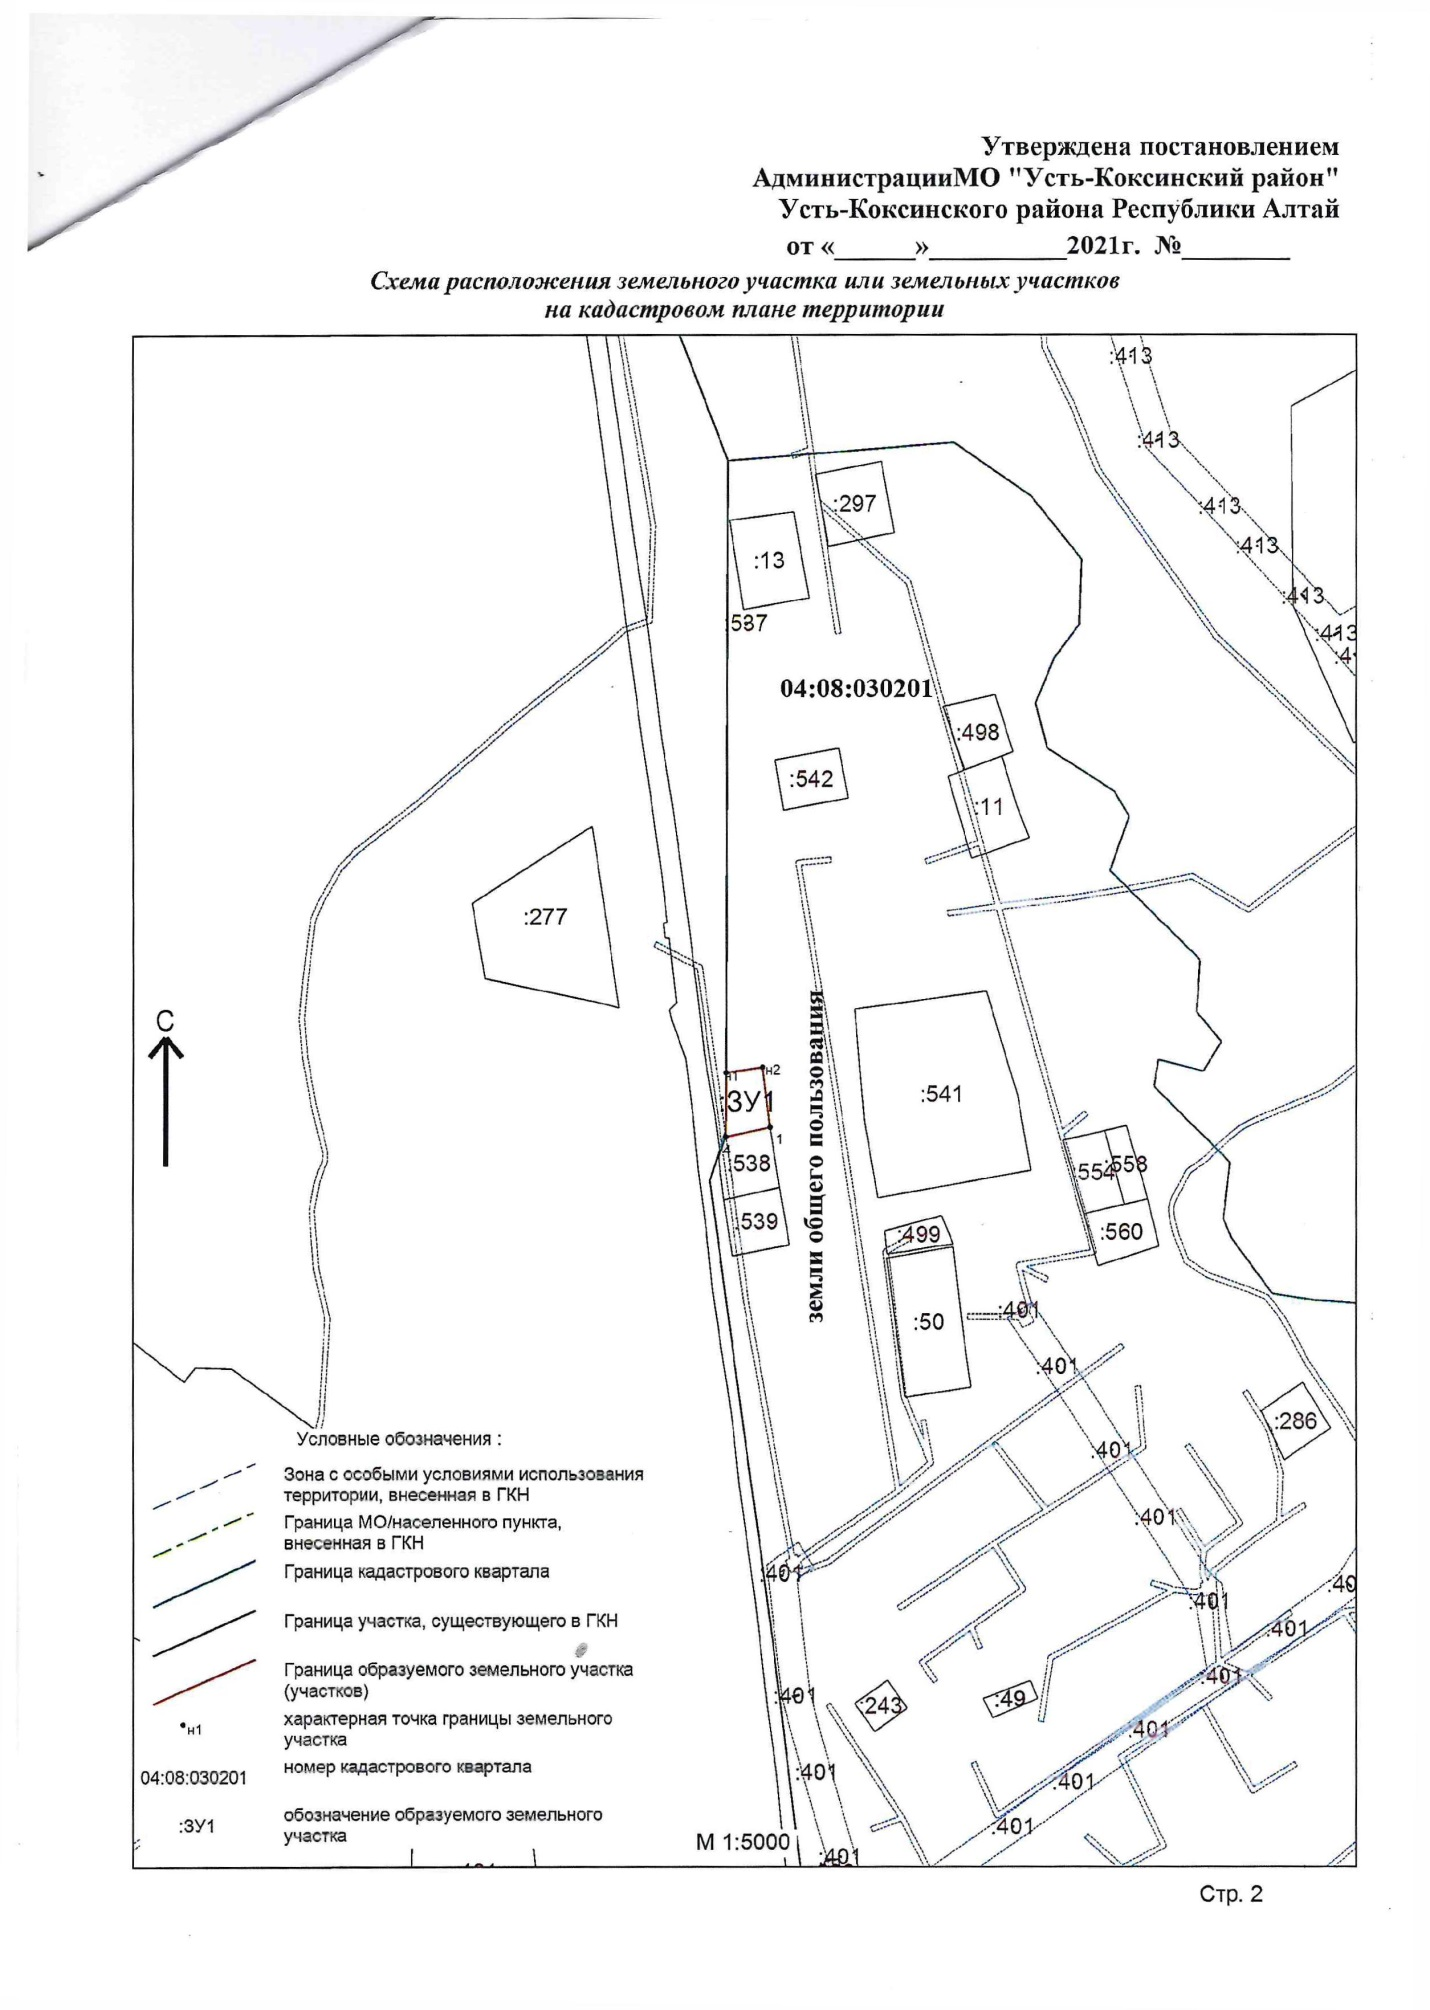 Утверждена постановлением
АдминистрацииМО "Усть-Коксинский район"
Усть-Коксинского района Республики Алтай
от «______»__________2021г. №________
Схема расположения земельного участка или земельных участков
на кадастровом плане территории
:413
:413
:413
:413
:413
:413
:297
:13
:537
04:08:030201
:498
:542
:11
:277
С
земли общего пользования
н1
н2
:ЗУ1
1
4
:538
:539
:541
:554
:558
:560
:499
:50
:401
:401
:286
:401
:401
:401
:401
:401
:401
:401
:243
:49
:401
:401
:401
:401
:401
Условные обозначения :
Зона с особыми условиями использования
территории, внесенная в ГКН
Граница МО/населенного пункта,
внесенная в ГКН
Граница кадастрового квартала
Граница участка, существующего в ГКН
Граница образуемого земельного участка
(участков)
н1
характерная точка границы земельного
участка
04:08:030201
номер кадастрового квартала
:ЗУ1
обозначение образуемого земельного
участка
М 1:5000
Стр. 2